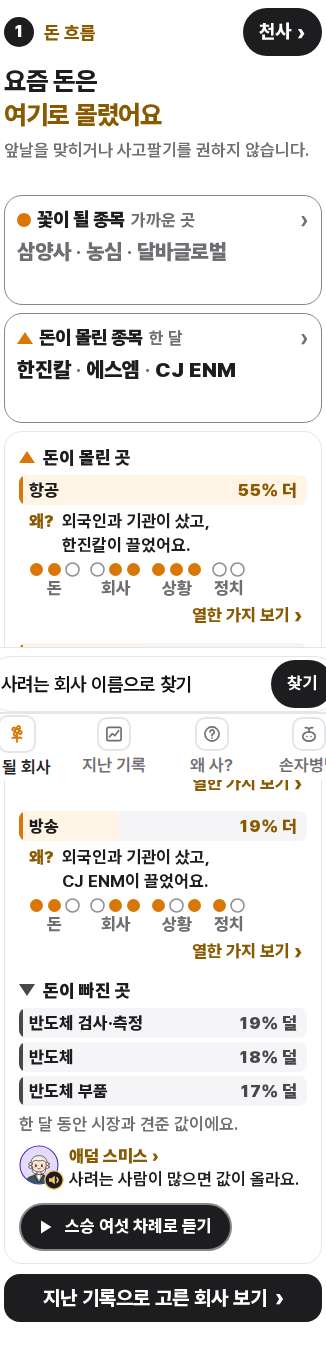 1 돈 흐름
천사 ›
요즘 돈은
여기로 몰렸어요
앞날을 맞히거나 사고팔기를 권하지 않습니다.
꽃이 될 종목 가까운 곳 ›
삼양사 · 농심 · 달바글로벌
돈이 몰린 종목 한 달 ›
한진칼 · 에스엠 · CJ ENM
돈이 몰린 곳
항공 55% 더
왜? 외국인과 기관이 샀고,
한진칼이 끌었어요.
돈 회사 상황 정치
열한 가지 보기 ›
사려는 회사 이름으로 찾기 찾기
될 회사 지난 기록 왜 사? 손자병
열한 가지 보기 ›
방송 19% 더
왜? 외국인과 기관이 샀고,
CJ ENM이 끌었어요.
돈 회사 상황 정치
열한 가지 보기 ›
돈이 빠진 곳
반도체 검사·측정 19% 덜
반도체 18% 덜
반도체 부품 17% 덜
한 달 동안 시장과 견준 값이에요.
애덤 스미스 ›
사려는 사람이 많으면 값이 올라요.
스승 여섯 차례로 듣기
지난 기록으로 고른 회사 보기 ›